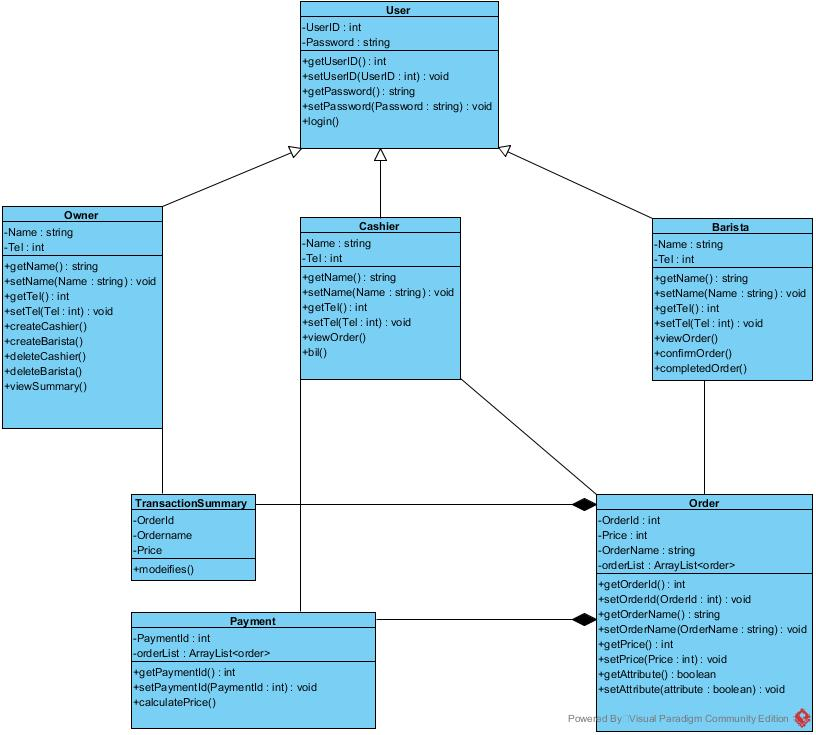 User
-UserID : int
-Password : string
+getUserID() : int
+setUserID(UserID : int) : void
+getPassword() : string
+setPassword(Password : string) : void
+login()
Owner
-Name : string
-Tel : int
+getName() : string
+setName(Name : string) : void
+getTel() : int
+setTel(Tel : int) : void
+createCashier()
+createBarista()
+deleteCashier()
+deleteBarista()
+viewSummary()
Cashier
-Name : string
-Tel : int
+getName() : string
+setName(Name : string) : void
+getTel() : int
+setTel(Tel : int) : void
+viewOrder()
+bil()
Barista
-Name : string
-Tel : int
+getName() : string
+setName(Name : string) : void
+getTel() : int
+setTel(Tel : int) : void
+viewOrder()
+confirmOrder()
+completedOrder()
TransactionSummary
-OrderId
-Ordername
-Price
+modeifies()
Order
-OrderId : int
-Price : int
-OrderName : string
-orderList : ArrayList<order>
+getOrderId() : int
+setOrderId(OrderId : int) : void
+getOrderName() : string
+setOrderName(OrderName : string) : void
+getPrice() : int
+setPrice(Price : int) : void
+getAttribute() : boolean
+setAttribute(attribute : boolean) : void
Payment
-PaymentId : int
-orderList : ArrayList<order>
+getPaymentId() : int
+setPaymentId(PaymentId : int) : void
+calculatePrice()
Powered By Visual Paradigm Community Edition